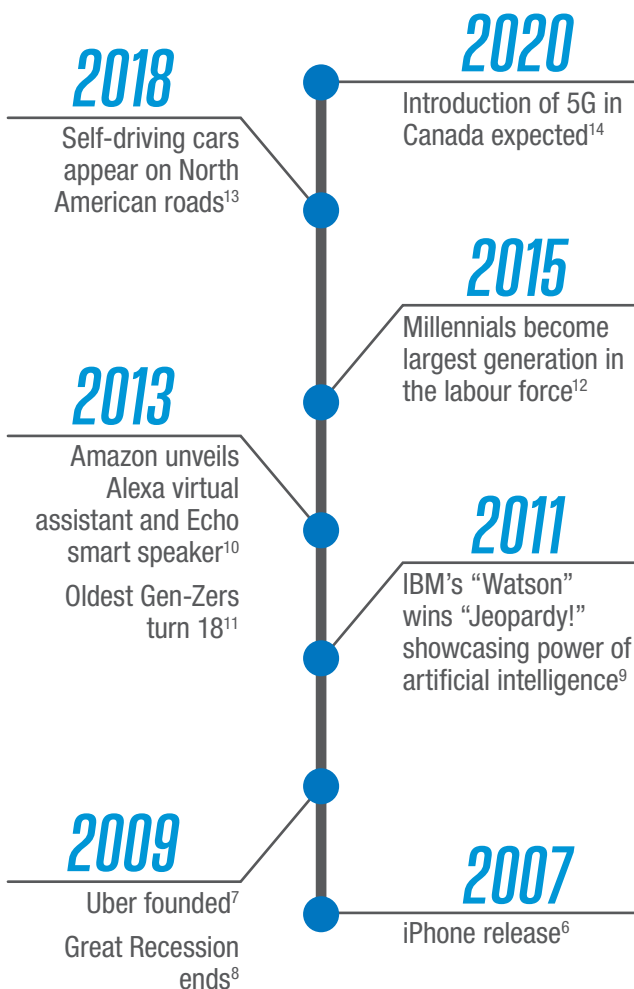 2020
Introduction of 5G in
Canada expected14
2018
Self-driving cars
appear on North
American roads13
2015
Millennials become
largest generation in
the labour force12
2013
Amazon unveils
Alexa virtual
assistant and Echo
smart speaker10
Oldest Gen-Zers
turn 1811
2011
IBM’s “Watson”
wins “Jeopardy!”
showcasing power of
artificial intelligence9
2009
Uber founded7
Great Recession
ends8
2007
iPhone release6